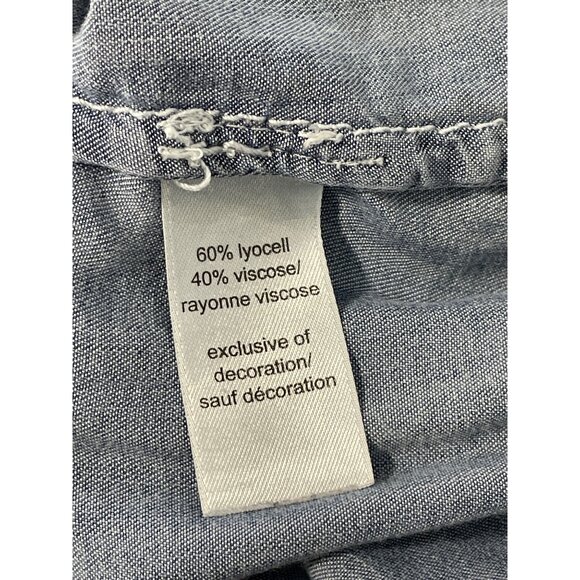 60% lyocell
40% viscose/
rayonne viscose
exclusive of
decoration/
sauf décoration